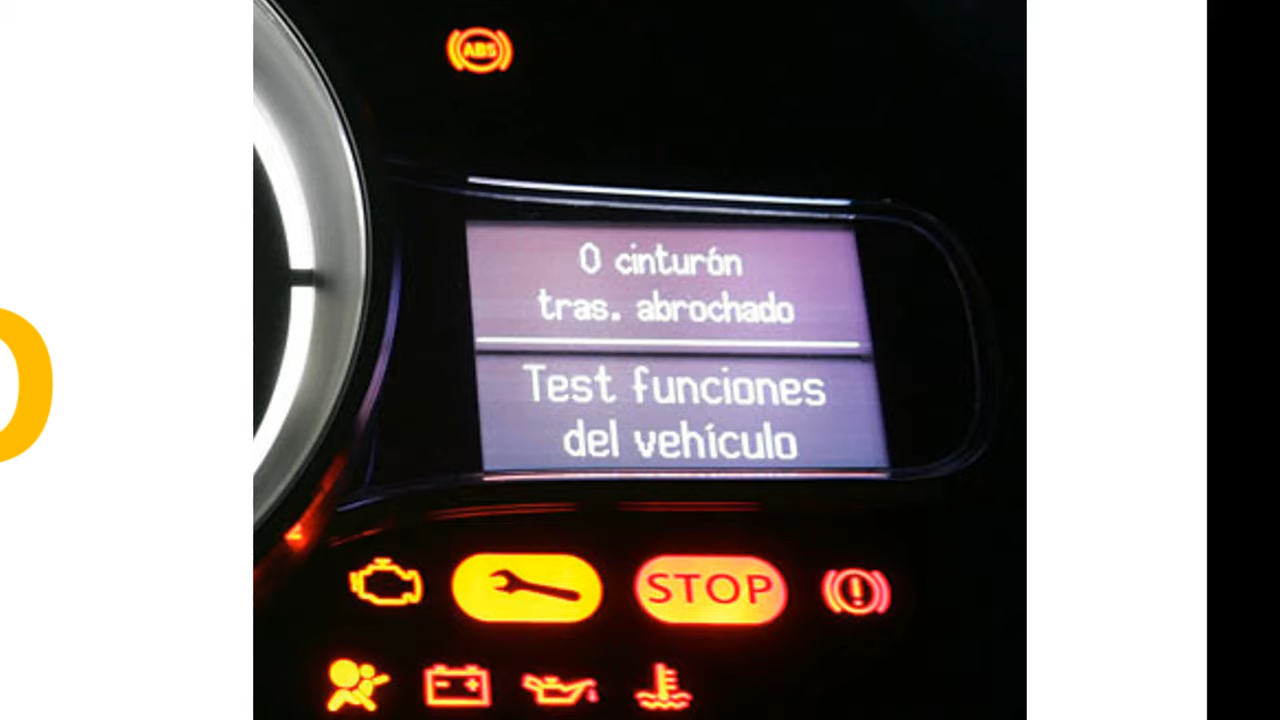 ABS
0 cinturón
tras. abrochado
Test funciones
del vehículo
STOP